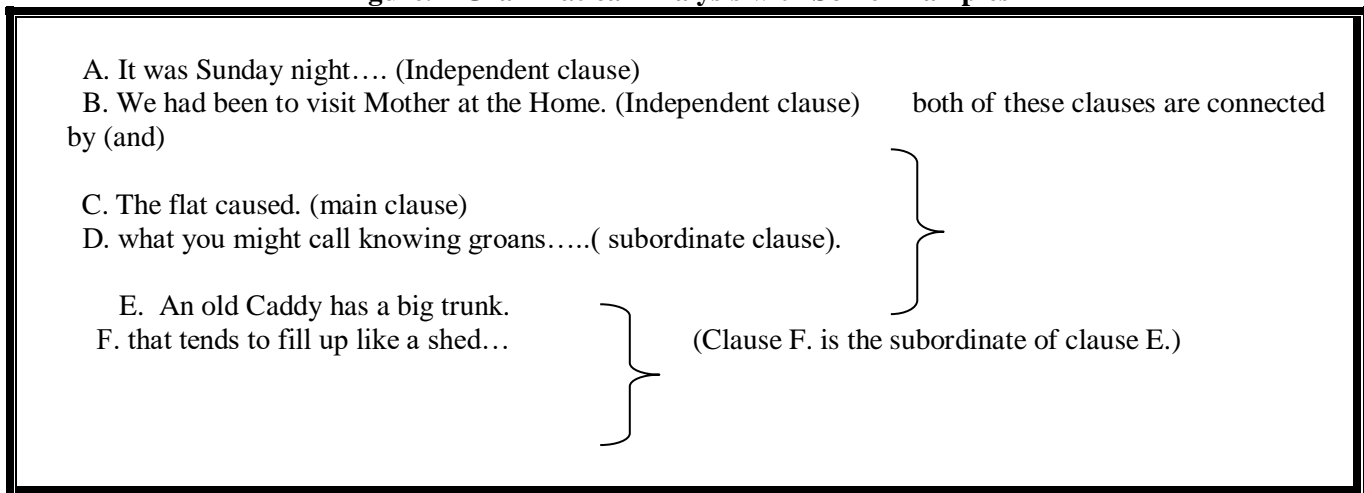 A. It was Sunday night…. (Independent clause)
B. We had been to visit Mother at the Home. (Independent clause) both of these clauses are connected
by (and)
C. The flat caused. (main clause)
D. what you might call knowing groans…..( subordinate clause).
E. An old Caddy has a big trunk.
F. that tends to fill up like a shed… (Clause F. is the subordinate of clause E.)